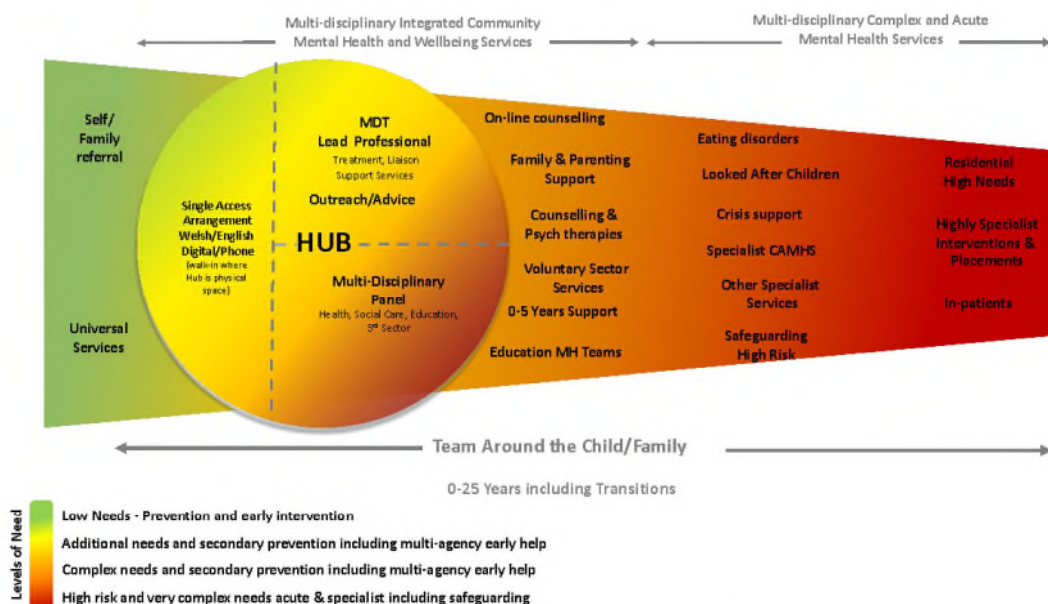 Multi-disciplinary Integrated Community
Mental Health and Wellbeing Services
Multi-disciplinary Complex and Acute
Mental Health Services
Self/
Family
referral
Universal
Services
Single Access
Arrangement
Welsh/English
Digital/Phone
(walk-in where
Hub is physical
space)
MDT
Lead Professional
Treatment, Liaison
Support Services
Outreach/Advice
HUB
Multi-Disciplinary
Panel
Health, Social Care, Education,
3rd Sector
On-line counselling
Family & Parenting
Support
Counselling &
Psych therapies
Voluntary Sector
Services
0-5 Years Support
Education MH Teams
Eating disorders
Looked After Children
Crisis support
Specialist CAMHS
Other Specialist
Services
Safeguarding
High Risk
Residential
High Needs
Highly Specialist
Interventions &
Placements
In-patients
Team Around the Child/Family
0-25 Years including Transitions
Levels of Need
Low Needs - Prevention and early intervention
Additional needs and secondary prevention including multi-agency early help
Complex needs and secondary prevention including multi-agency early help
High risk and very complex needs acute & specialist including safeguarding